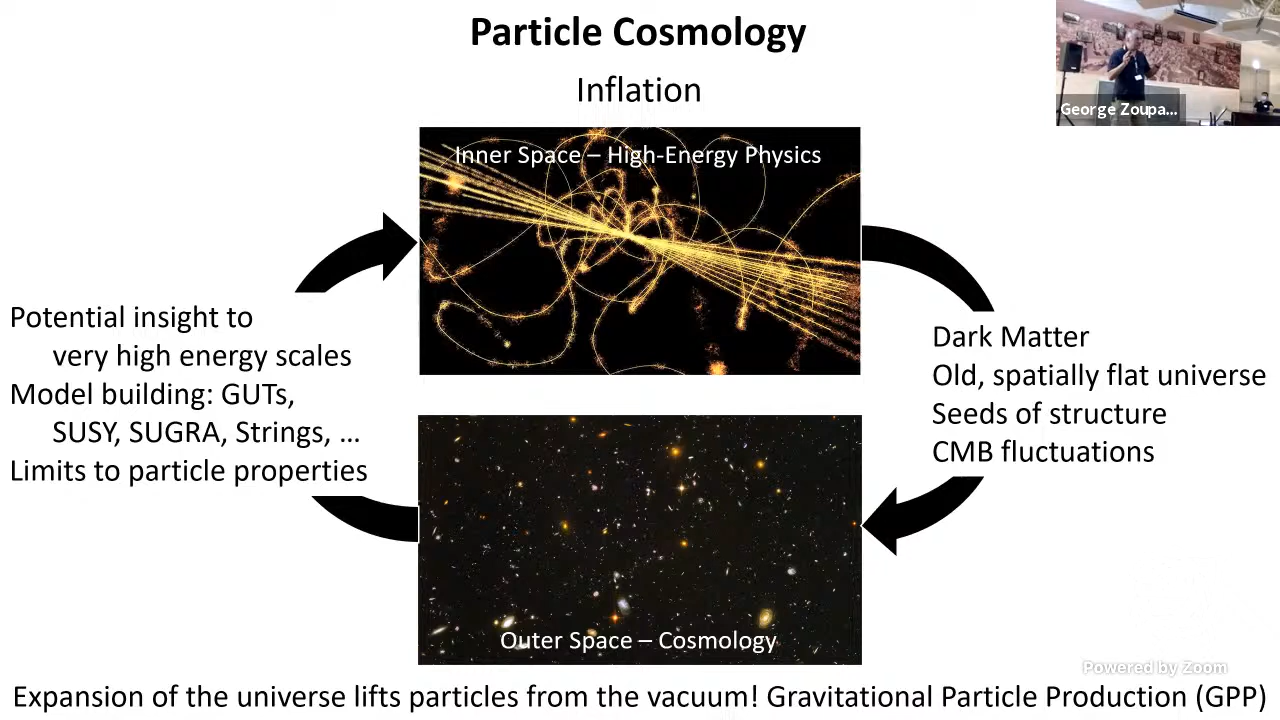 Particle Cosmology
Inflation
George Zoupa...
Inner Space – High-Energy Physics
Potential insight to
very high energy scales
Model building: GUTs,
SUSY, SUGRA, Strings, …
Limits to particle properties
Dark Matter
Old, spatially flat universe
Seeds of structure
CMB fluctuations
Outer Space – Cosmology
Powered by Zoom
Expansion of the universe lifts particles from the vacuum! Gravitational Particle Production (GPP)